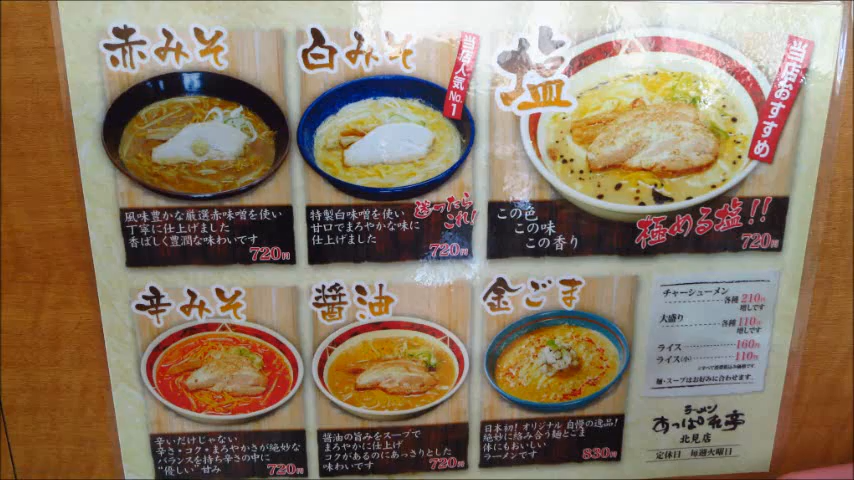 赤みそ
風味豊かな厳選赤味噌を使い
丁寧に仕上げました
香ばしく豊潤な味わいです
720円
白みそ
当店人気No.1
特製白味噌を使い
甘口でまろやかな味に
仕上げました
迷ったらこれ!
720円
塩
当店おすすめ
この色
この味
この香り
極める塩!!
720円
辛みそ
辛いだけじゃない
辛さ・コク・まろやかさが絶妙な
バランスを持ち辛さの中に
“優しい”甘み
720円
醤油
醤油の旨みをスープで
まろやかに仕上げ
コクがあるのにあっさりとした
味わいです
720円
金ごま
日本初!オリジナル自慢の逸品!
絶妙に絡み合う麺とごま
体にもおいしい
ラーメンです
830円
チャーシューメン
各種 210円
増しです
大盛り
各種 110円
増しです
ライス 160円
ライス(小) 110円
麺・スープはお好みに合わせます。
ラーメン
あっぱれ亭
北見店
定休日 毎週火曜日